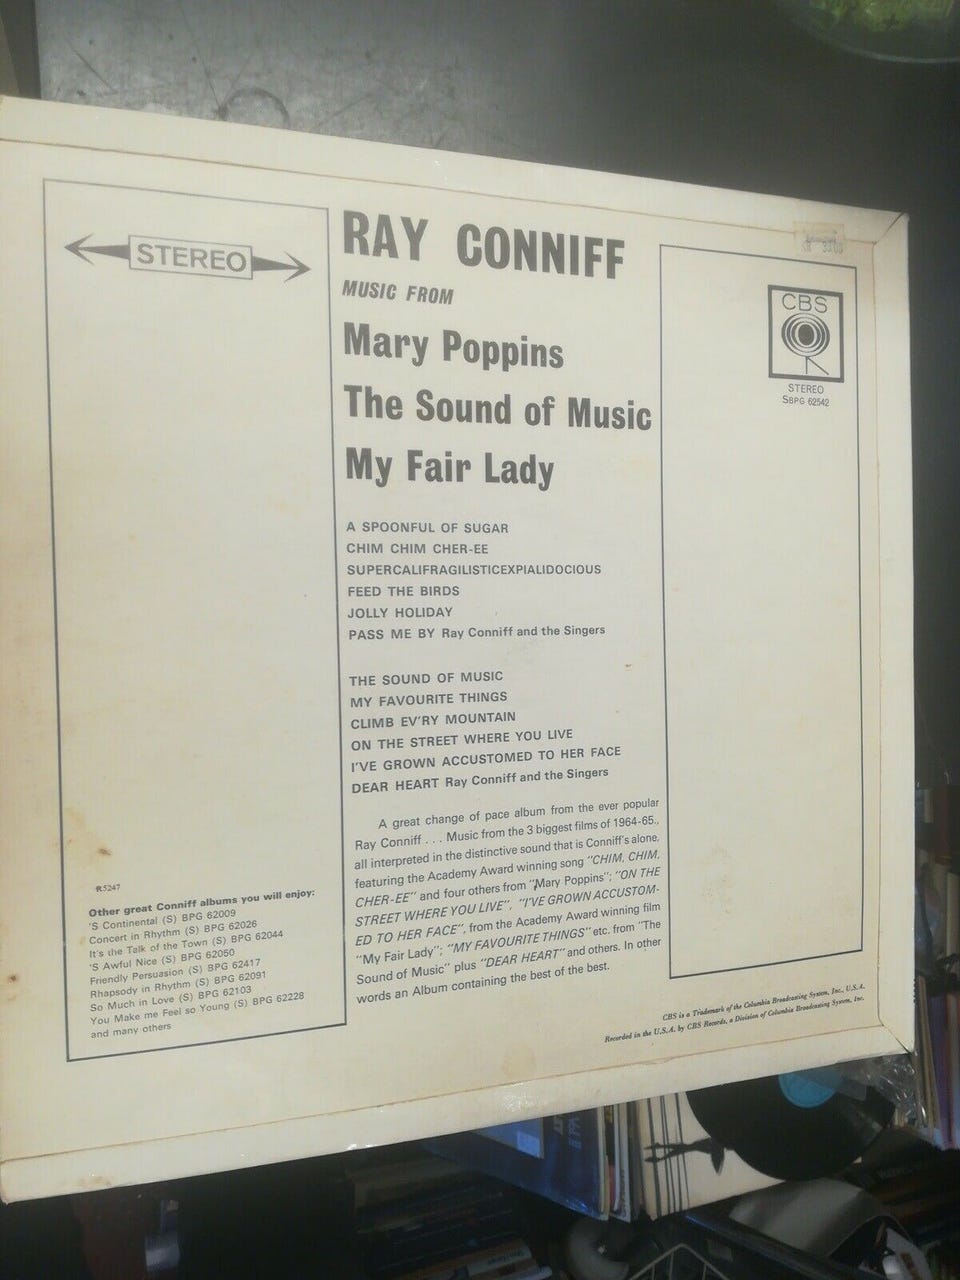 STEREO
RAY CONNIFF
MUSIC FROM
Mary Poppins
The Sound of Music
My Fair Lady
A SPOONFUL OF SUGAR
CHIM CHIM CHER-EE
SUPERCALIFRAGILISTICEXPIALIDOCIOUS
FEED THE BIRDS
JOLLY HOLIDAY
PASS ME BY Ray Conniff and the Singers
THE SOUND OF MUSIC
MY FAVOURITE THINGS
CLIMB EV'RY MOUNTAIN
ON THE STREET WHERE YOU LIVE
I'VE GROWN ACCUSTOMED TO HER FACE
DEAR HEART Ray Conniff and the Singers
A great change of pace album from the ever popular
Ray Conniff . . . Music from the 3 biggest films of 1964-65.,
all interpreted in the distinctive sound that is Conniff's alone,
featuring the Academy Award winning song "CHIM, CHIM,
CHER-EE" and four others from "Mary Poppins"; "ON THE
STREET WHERE YOU LIVE", "I'VE GROWN ACCUSTOM-
ED TO HER FACE", from the Academy Award winning film
"My Fair Lady"; "MY FAVOURITE THINGS" etc. from "The
Sound of Music" plus "DEAR HEART" and others. In other
words an Album containing the best of the best.
R5247
Other great Conniff albums you will enjoy:
'S Continental (S) BPG 62009
Concert in Rhythm (S) BPG 62026
It's the Talk of the Town (S) BPG 62044
'S Awful Nice (S) BPG 62050
Friendly Persuasion (S) BPG 62417
Rhapsody in Rhythm (S) BPG 62091
So Much in Love (S) BPG 62103
You Make me Feel so Young (S) BPG 62228
and many others
CBS
STEREO
SBPG 62542
CBS is a Trademark of the Columbia Broadcasting System, Inc., U.S.A.
Recorded in the U.S.A. by CBS Records, a Division of Columbia Broadcasting System, Inc.